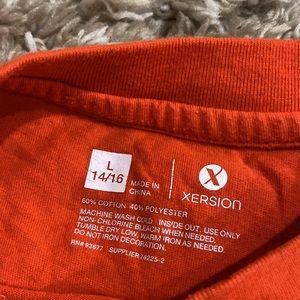 L
14/16
MADE IN
CHINA
X
XERSION
60% COTTON 40% POLYESTER
MACHINE WASH COLD INSIDE OUT. USE ONLY
NON-CHLORINE BLEACH WHEN NEEDED.
TUMBLE DRY LOW, WARM IRON AS NEEDED
DO NOT IRON DECORATION.
RN# 93677 SUPPLIER 76225-2